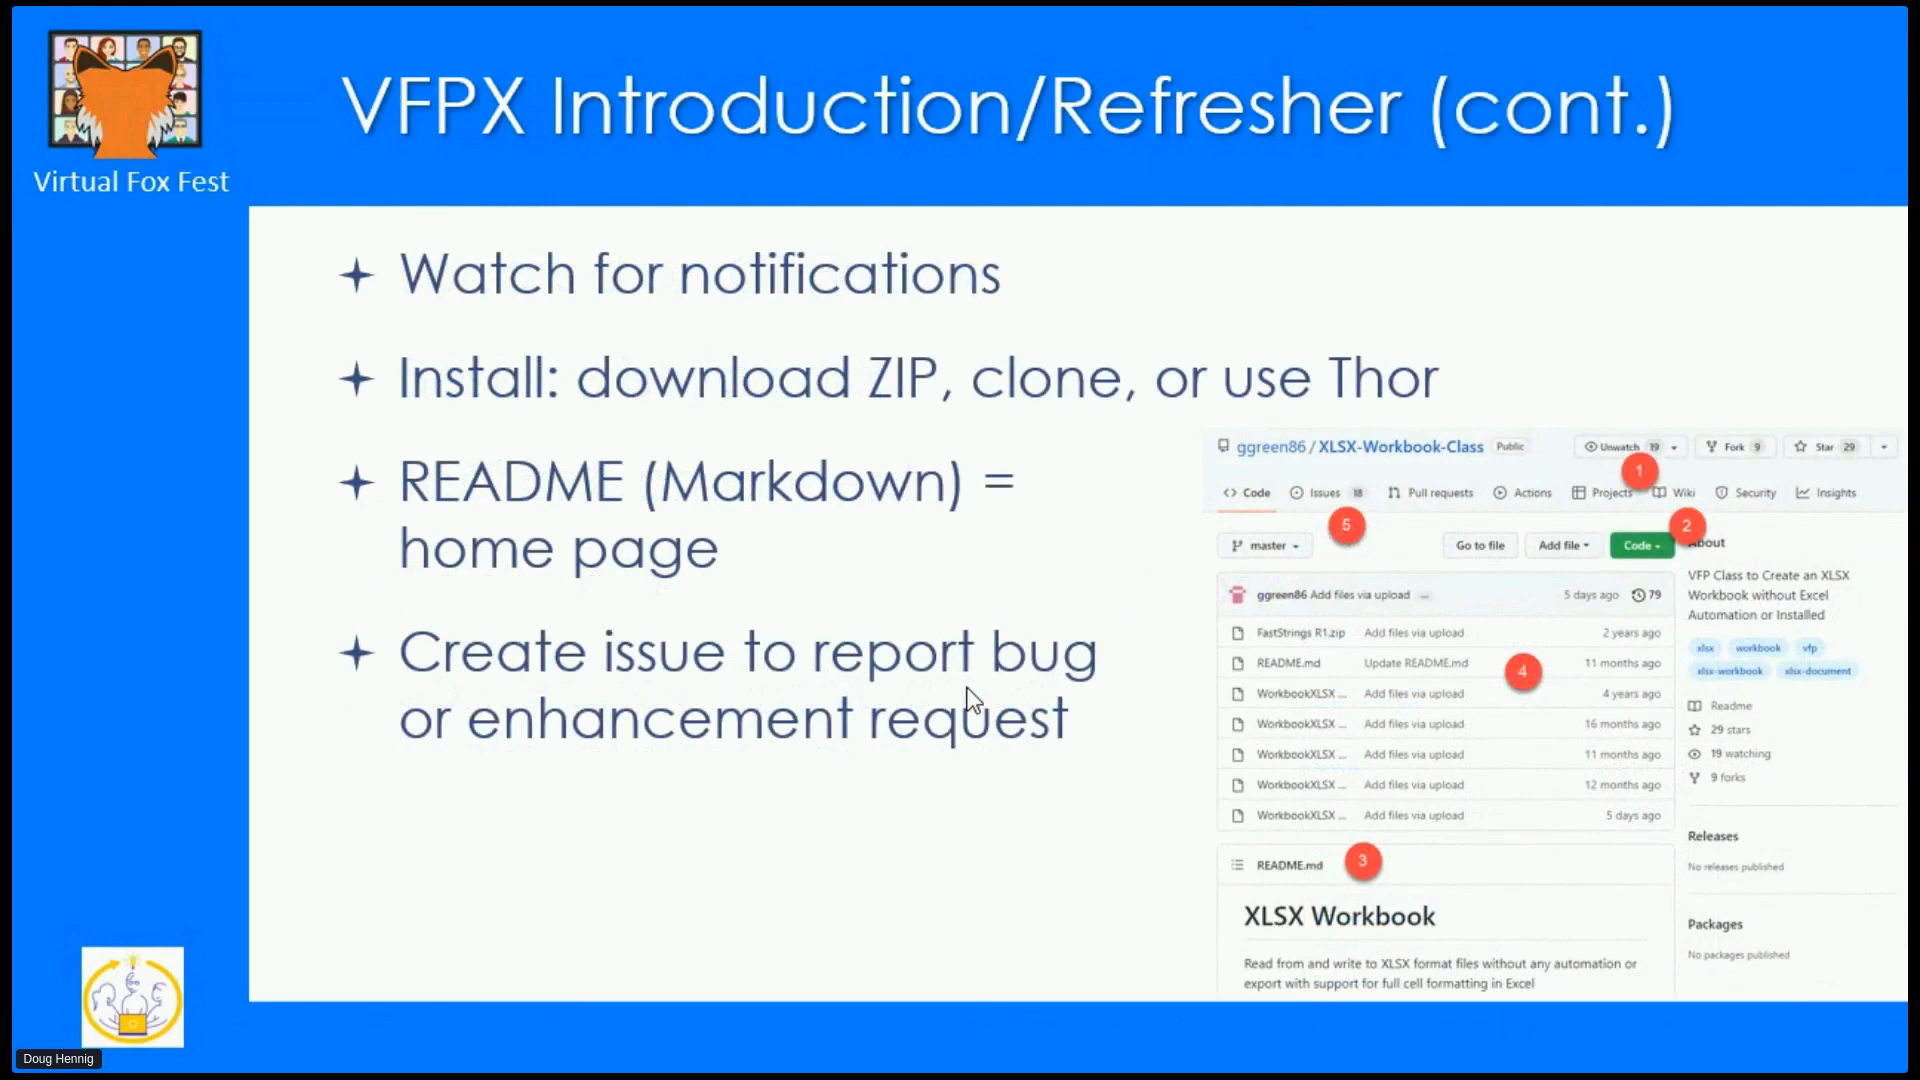 VFPX Introduction/Refresher (cont.)
Virtual Fox Fest
Watch for notifications
Install: download ZIP, clone, or use Thor
README (Markdown) =
home page
Create issue to report bug
or enhancement request
ggreen86 / XLSX-Workbook-Class Public
Unwatch 19 Fork 9 Star 29
1
Code Issues 18 Pull requests Actions Projects Wiki Security Insights
5
2
master Go to file Add file Code
About
VFP Class to Create an XLSX
Workbook without Excel
Automation or Installed
xlsx workbook vfp
xlsx-workbook xlsx-document
Readme
29 stars
19 watching
9 forks
Releases
No releases published
Packages
No packages published
ggreen86 Add files via upload ... 5 days ago 79
FastStrings R1.zip Add files via upload 2 years ago
README.md Update README.md 11 months ago
4
WorkbookXLSX ... Add files via upload 4 years ago
WorkbookXLSX ... Add files via upload 16 months ago
WorkbookXLSX ... Add files via upload 11 months ago
WorkbookXLSX ... Add files via upload 12 months ago
WorkbookXLSX ... Add files via upload 5 days ago
README.md
3
XLSX Workbook
Read from and write to XLSX format files without any automation or
export with support for full cell formatting in Excel
Doug Hennig